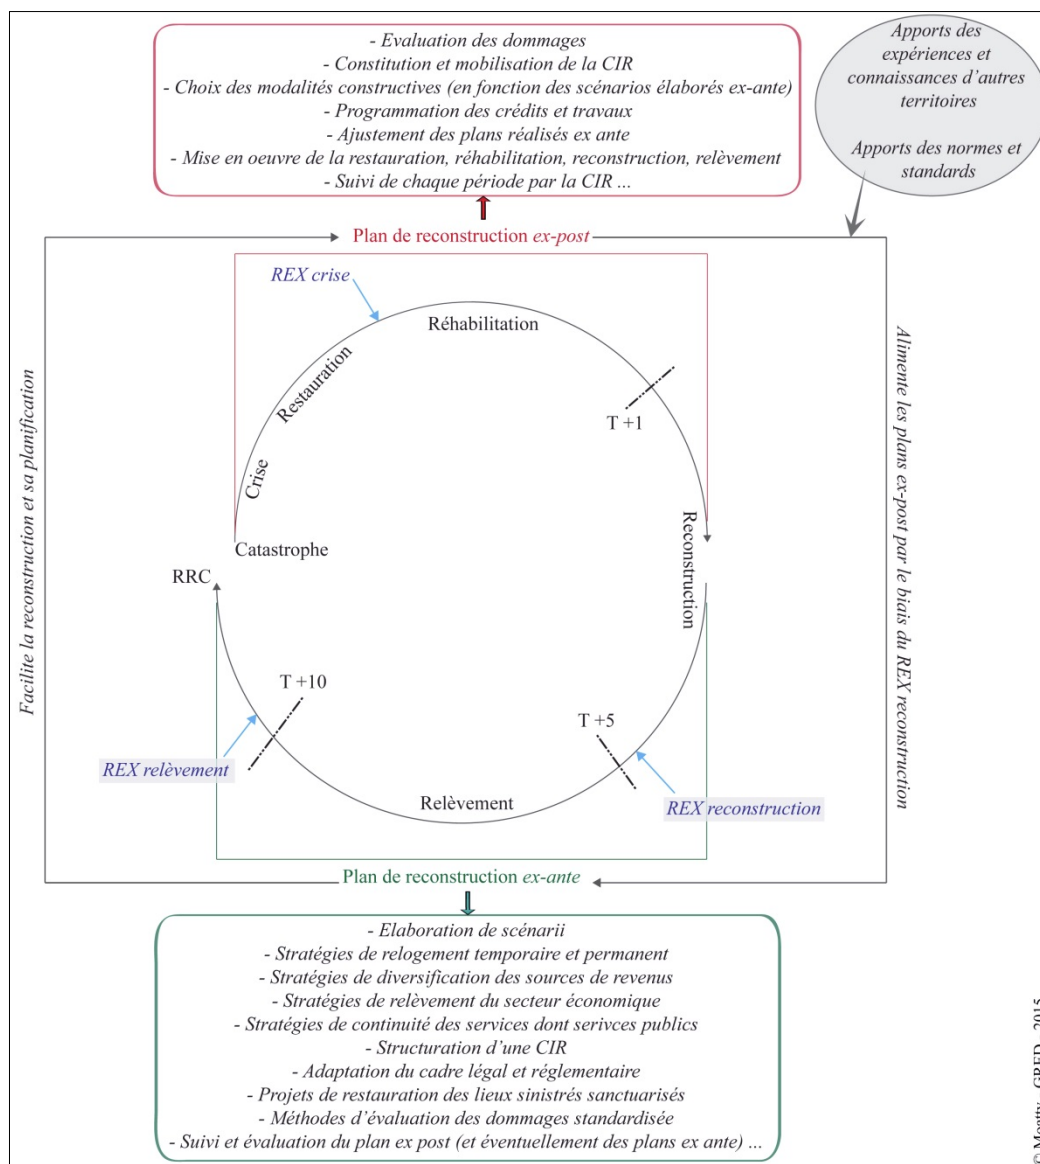 - Evaluation des dommages
- Constitution et mobilisation de la CIR
- Choix des modalités constructives (en fonction des scénarios élaborés ex-ante)
- Programmation des crédits et travaux
- Ajustement des plans réalisés ex ante
- Mise en oeuvre de la restauration, réhabilitation, reconstruction, relèvement
- Suivi de chaque période par la CIR ...
Apports des
expériences et
connaissances d'autres
territoires
Apports des normes et
standards
Plan de reconstruction ex-post
REX crise
Réhabilitation
Restauration
Crise
Catastrophe
T +1
Reconstruction
RRC
T +10
T +5
REX relèvement
Relèvement
REX reconstruction
Facilite la reconstruction et sa planification
Alimente les plans ex-post par le biais du REX reconstruction
Plan de reconstruction ex-ante
- Elaboration de scénarii
- Stratégies de relogement temporaire et permanent
- Stratégies de diversification des sources de revenus
- Stratégies de relèvement du secteur économique
- Stratégies de continuité des services dont serivces publics
- Structuration d'une CIR
- Adaptation du cadre légal et réglementaire
- Projets de restauration des lieux sinistrés sanctuarisés
- Méthodes d'évaluation des dommages standardisée
- Suivi et évaluation du plan ex post (et éventuellement des plans ex ante) ...
© Moatty - GRED - 2015